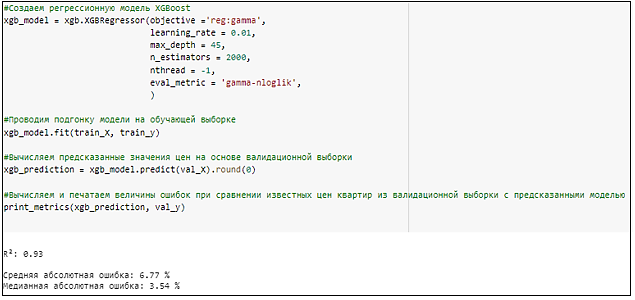 #Создаем регрессионную модель XGBoost
xgb_model = xgb.XGBRegressor(objective ='reg:gamma',
learning_rate = 0.01,
max_depth = 45,
n_estimators = 2000,
nthread = -1,
eval_metric = 'gamma-nloglik',
)
#Проводим подгонку модели на обучающей выборке
xgb_model.fit(train_X, train_y)
#Вычисляем предсказанные значения цен на основе валидационной выборки
xgb_prediction = xgb_model.predict(val_X).round(0)
#Вычисляем и печатаем величины ошибок при сравнении известных цен квартир из валидационной выборки с предсказанными моделью
print_metrics(xgb_prediction, val_y)
R²: 0.93
Средняя абсолютная ошибка: 6.77 %
Медианная абсолютная ошибка: 3.54 %